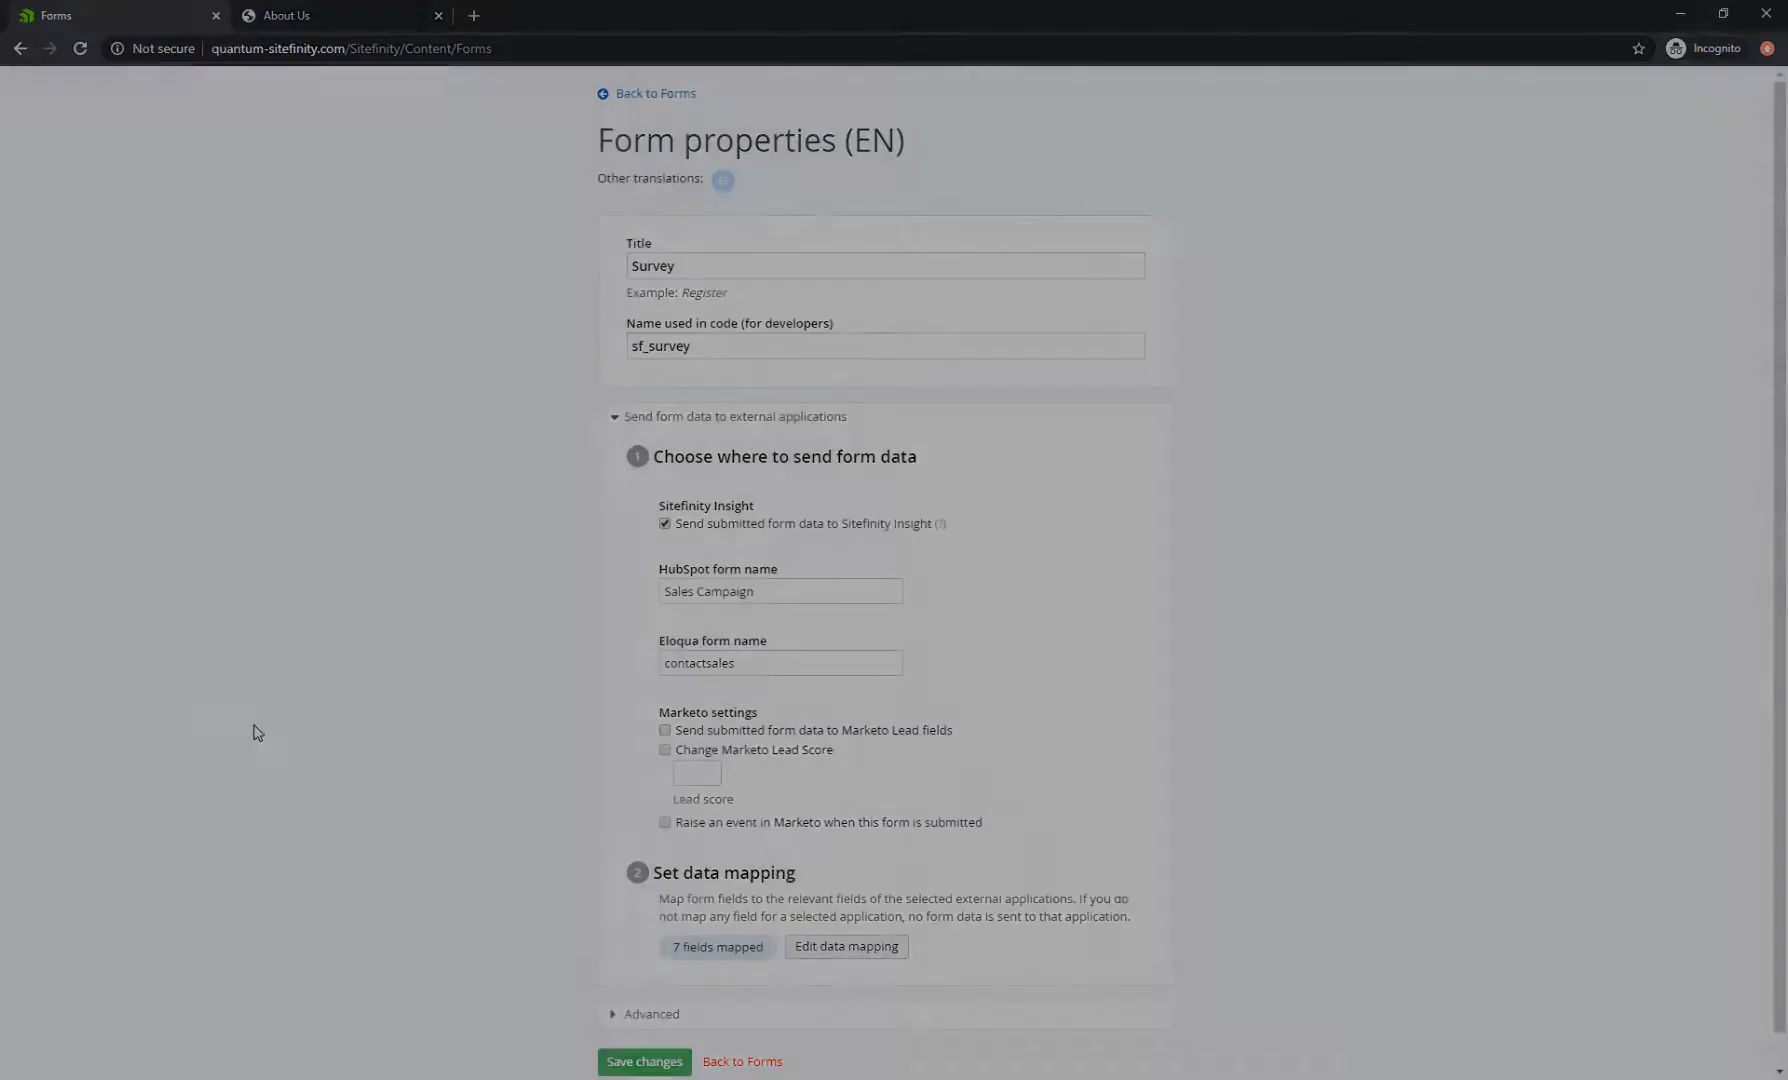 Forms
About Us
Not secure
quantum-sitefinity.com/Sitefinity/Content/Forms
Incognito
Back to Forms
Form properties (EN)
Other translations:
Title
Survey
Example: Register
Name used in code (for developers)
sf_survey
Send form data to external applications
1 Choose where to send form data
Sitefinity Insight
Send submitted form data to Sitefinity Insight (?)
HubSpot form name
Sales Campaign
Eloqua form name
contactsales
Marketo settings
Send submitted form data to Marketo Lead fields
Change Marketo Lead Score
Lead score
Raise an event in Marketo when this form is submitted
2 Set data mapping
Map form fields to the relevant fields of the selected external applications. If you do
not map any field for a selected application, no form data is sent to that application.
7 fields mapped
Edit data mapping
Advanced
Save changes
Back to Forms